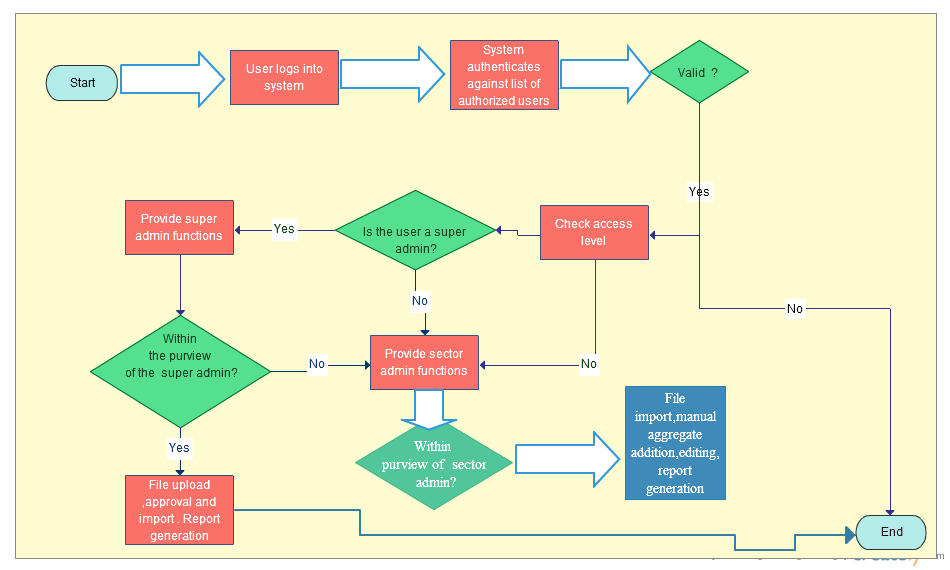 Start
User logs into
system
System
authenticates
against list of
authorized users
Valid ?
Yes
Provide super
admin functions
Yes
Is the user a super
admin?
Check access
level
No
No
Within
the purview
of the super admin?
No
Provide sector
admin functions
No
File
import,manual
aggregate
addition,editing,
report
generation
Within
purview of sector
admin?
Yes
File upload
,approval and
import . Report
generation
End